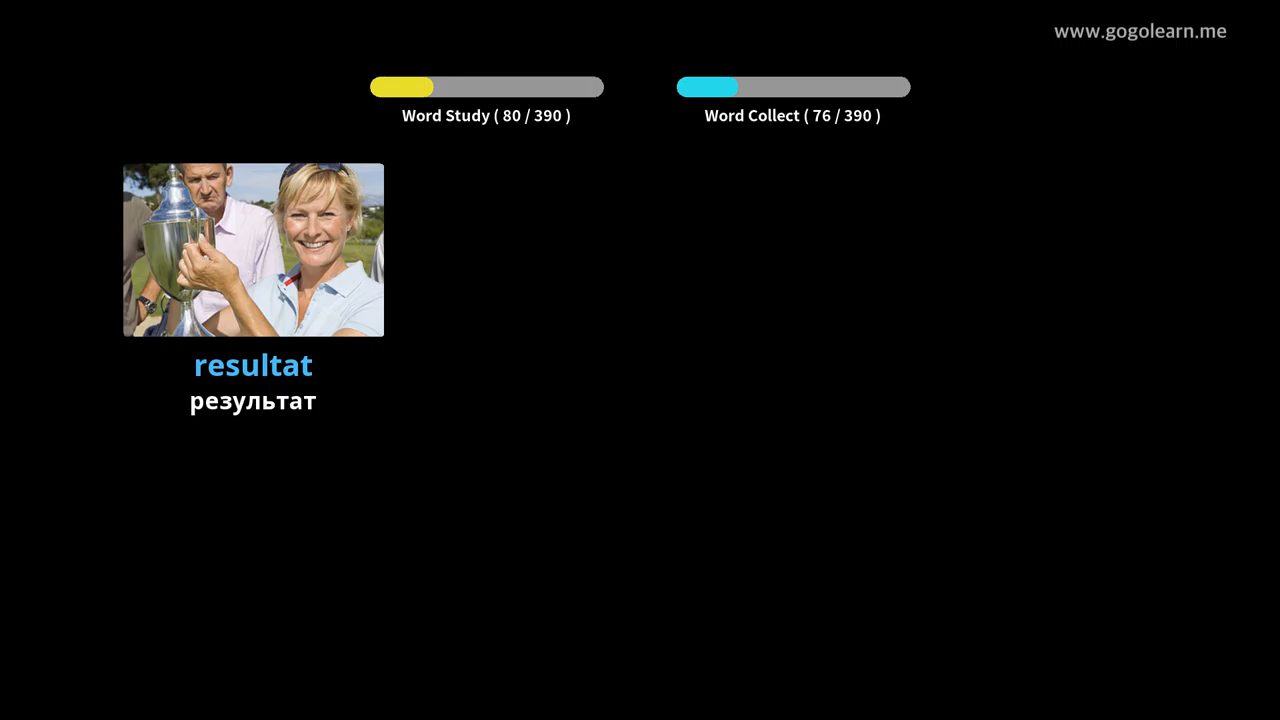 www.gogolearn.me
Word Study ( 80 / 390 )
Word Collect ( 76 / 390 )
resultat
результат